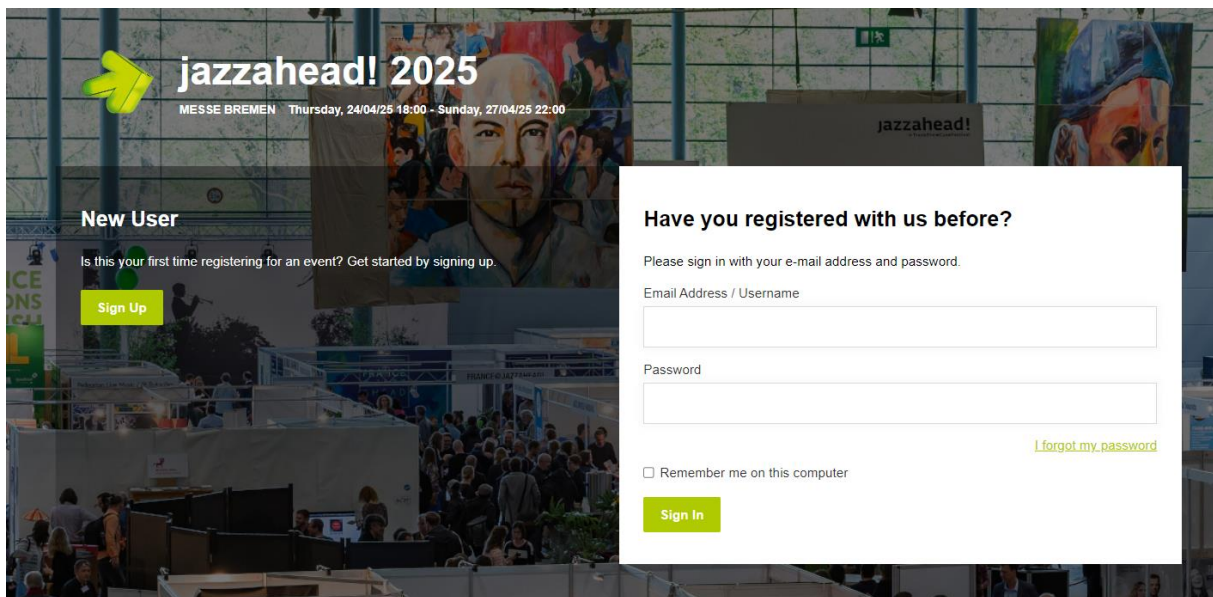 jazzahead! 2025
MESSE BREMEN Thursday, 24/04/25 18:00 - Sunday, 27/04/25 22:00
jazzahead!
New User
Is this your first time registering for an event? Get started by signing up.
Sign Up
Have you registered with us before?
Please sign in with your e-mail address and password.
Email Address / Username
Password
I forgot my password
Remember me on this computer
Sign In
FRANCE
FRANCE@JAZZAHEAD!